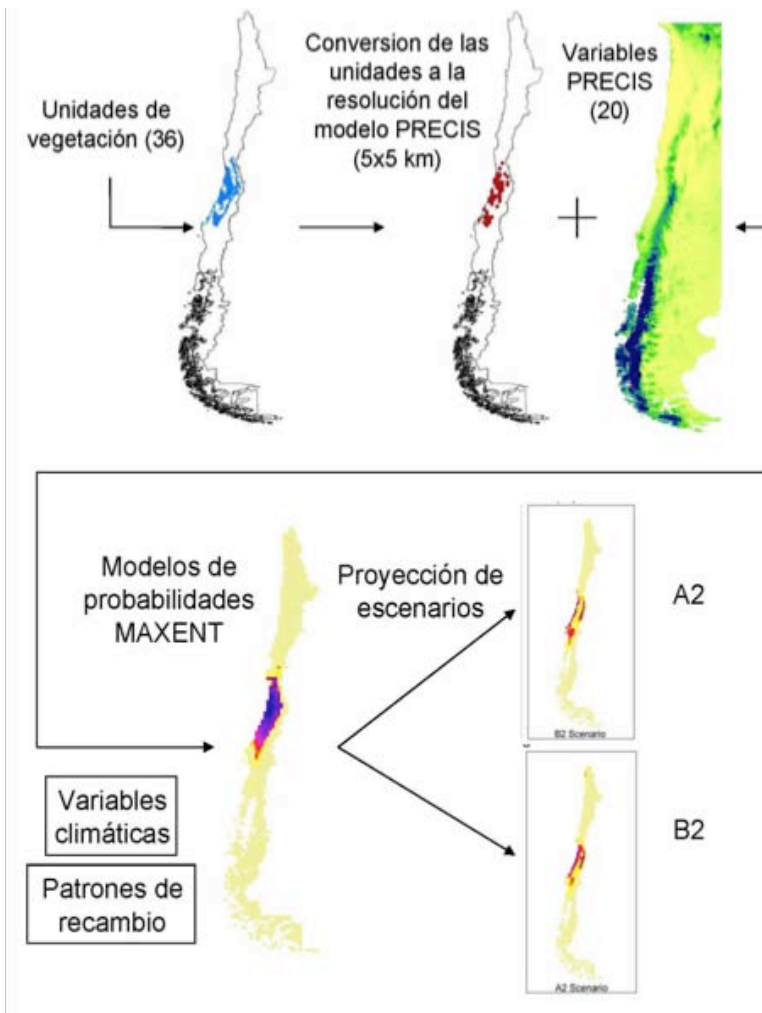 Unidades de
vegetación (36)
Conversion de las
unidades a la
resolución del
modelo PRECIS
(5x5 km)
Variables
PRECIS
(20)
Modelos de
probabilidades
MAXENT
Proyección de
escenarios
A2
B2 Scenario
B2
A2 Scenario
Variables
climáticas
Patrones de
recambio